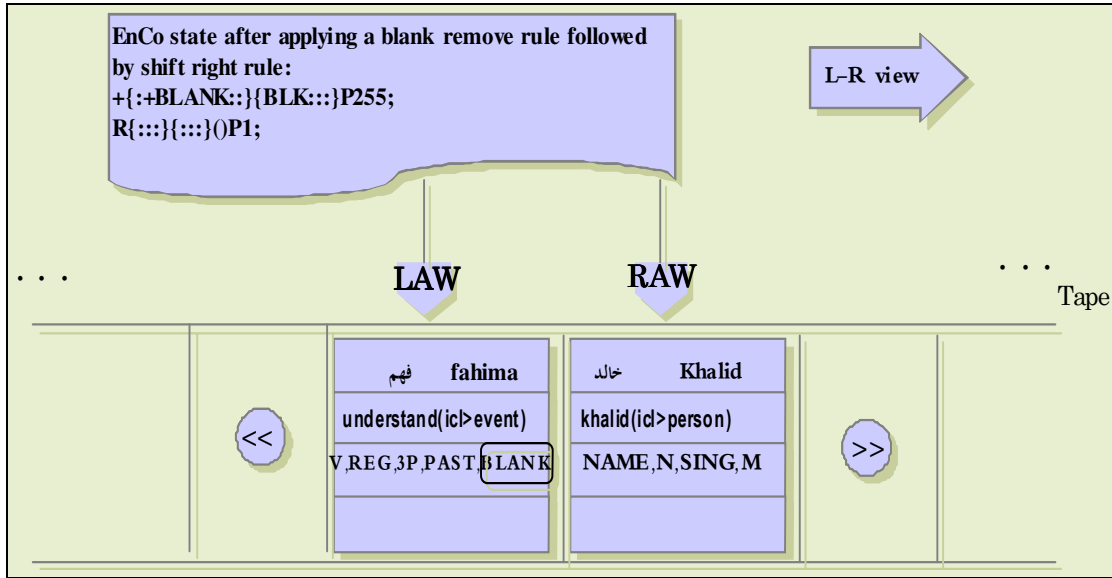 EnCo state after applying a blank remove rule followed
by shift right rule:
+{:+BLANK::}{BLK:::}P255;
R{:::}{:::}()P1;
L–R view
. . .
LAW
RAW
. . .
Tape
فهم fahima
خالد Khalid
<<
understand(icl>event)
khalid(icl>person)
>>
V,REG,3P,PAST,BLANK
NAME,N,SING,M